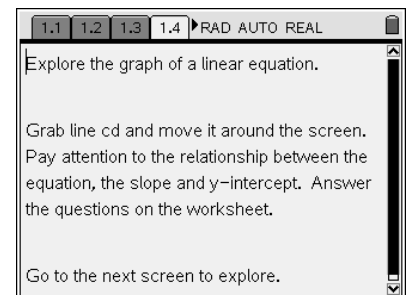 1.1 1.2 1.3 1.4 RAD AUTO REAL
Explore the graph of a linear equation.
Grab line cd and move it around the screen.
Pay attention to the relationship between the
equation, the slope and y-intercept. Answer
the questions on the worksheet.
Go to the next screen to explore.